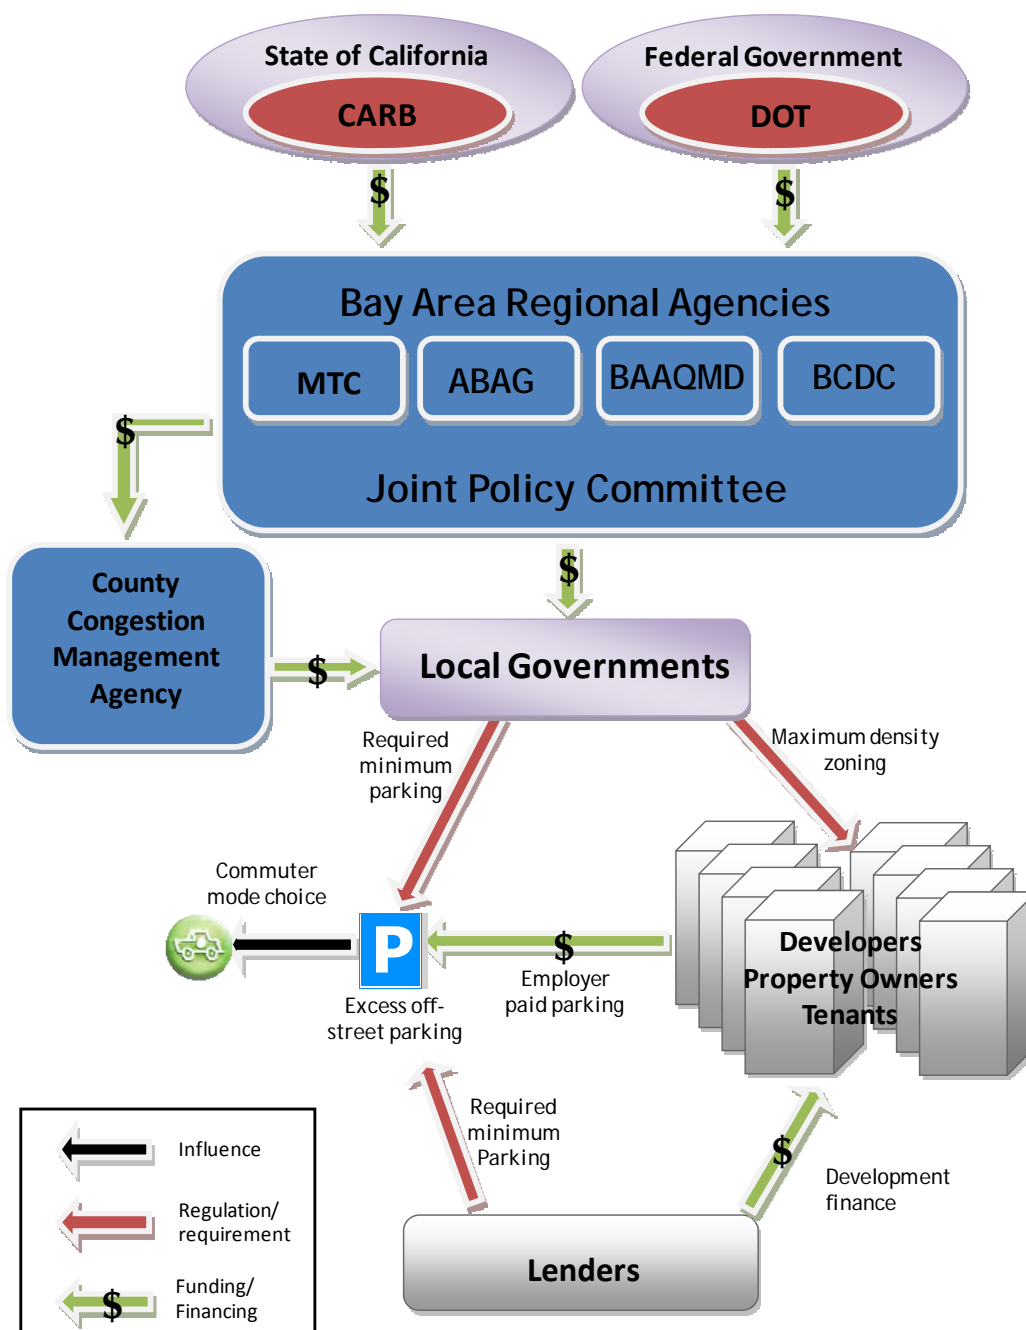 State of California
CARB
Federal Government
DOT
$
$
Bay Area Regional Agencies
MTC
ABAG
BAAQMD
BCDC
Joint Policy Committee
$
$
County
Congestion
Management
Agency
$
Local Governments
Required
minimum
parking
Maximum density
zoning
Commuter
mode choice
P
Excess off-
street parking
$
Employer
paid parking
Developers
Property Owners
Tenants
Required
minimum
Parking
$
Development
finance
Lenders
Influence
Regulation/
requirement
$
Funding/
Financing